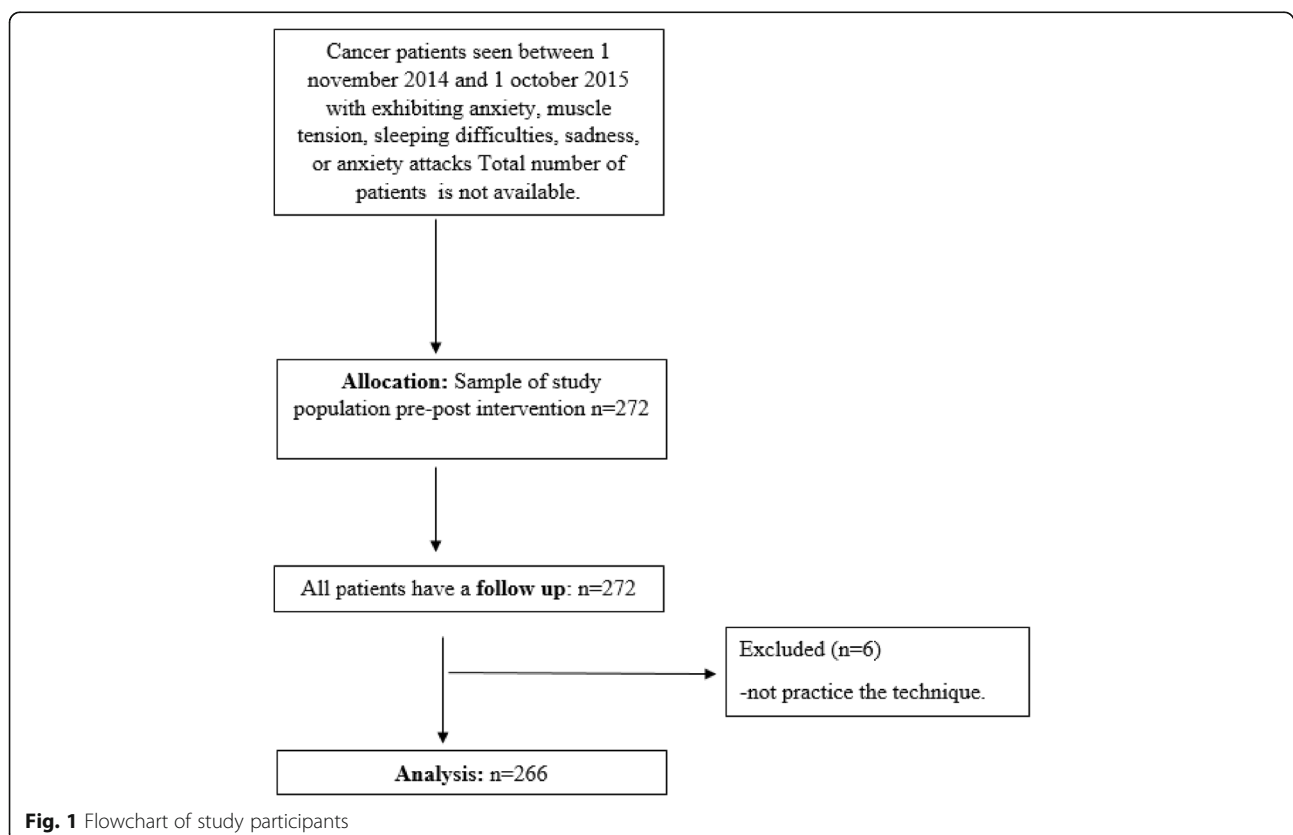 Cancer patients seen between 1
november 2014 and 1 october 2015
with exhibiting anxiety, muscle
tension, sleeping difficulties, sadness,
or anxiety attacks Total number of
patients is not available.
Allocation: Sample of study
population pre-post intervention n=272
All patients have a follow up: n=272
Excluded (n=6)
-not practice the technique.
Analysis: n=266
Fig. 1 Flowchart of study participants